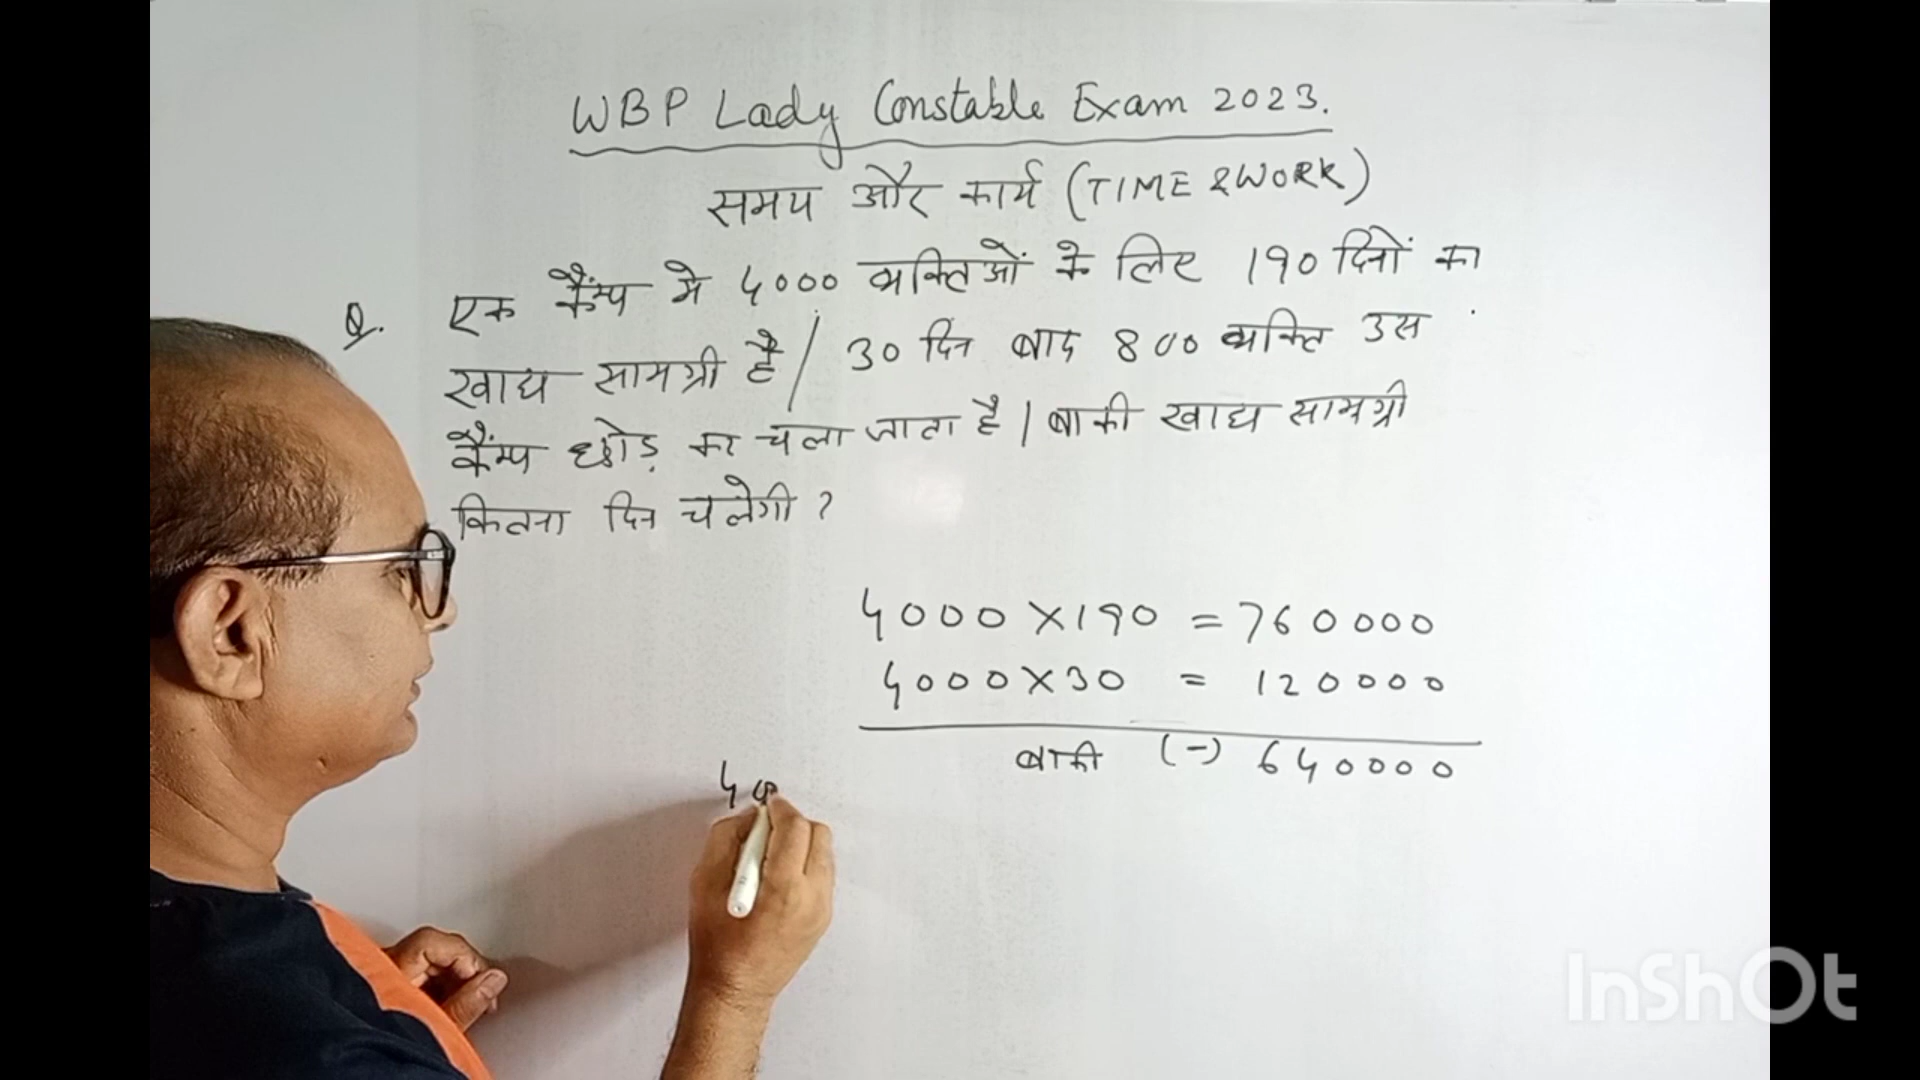 WBP Lady Constable Exam 2023.
समय और कार्य (TIME & WORK)
Q. एक कैंम्प मे 4000 व्यक्तिओं के लिए 190 दिनों का
खाद्य सामग्री है। 30 दिन बाद 800 व्यक्ति उस
कैंम्प छोड़ कर चला जाता है। बाकी खाद्य सामग्री
कितना दिन चलेगी?
4000 × 190 = 760000
4000 × 30 = 120000
बाकी (-) 640000
40
InShOt